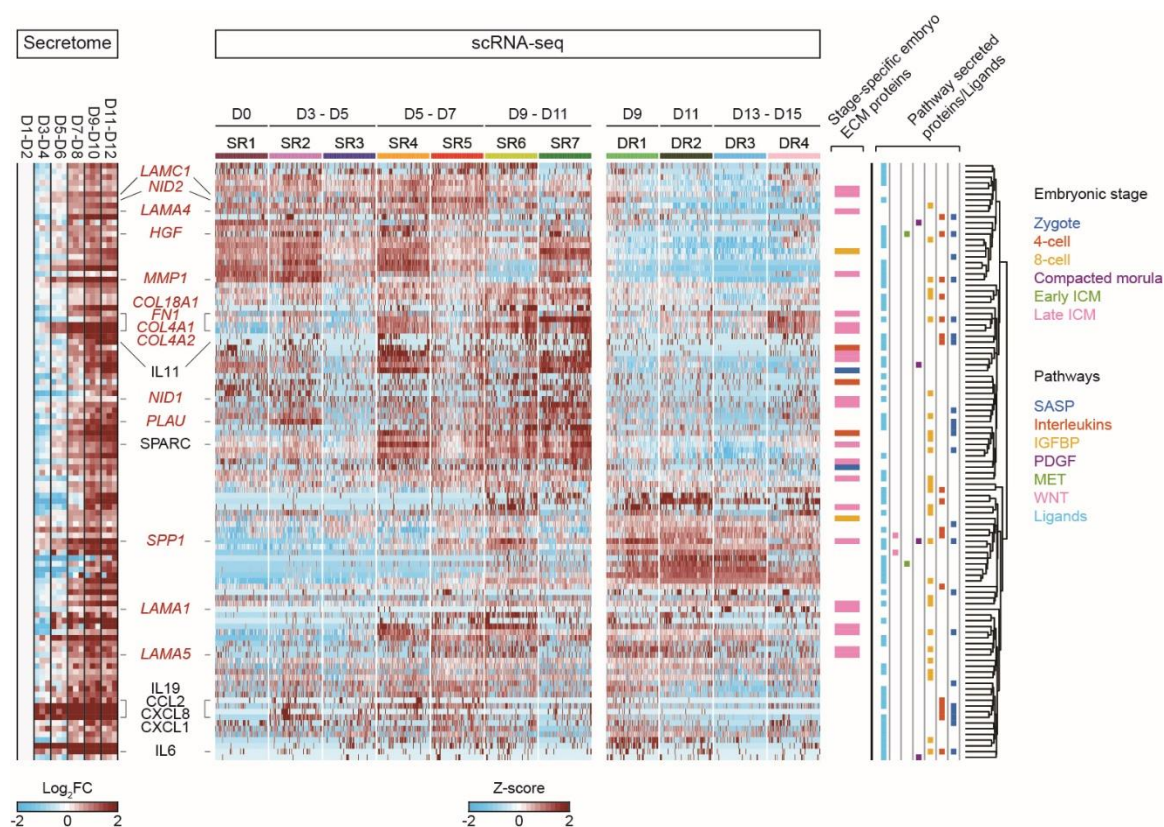 Secretome
scRNA-seq
Stage-specific embryo
ECM proteins
Pathway secreted
proteins/Ligands
D1-D2
D3-D4
D5-D6
D7-D8
D9-D10
D11-D12
D0 D3 - D5 D5 - D7 D9 - D11 D9 D11 D13 - D15
SR1 SR2 SR3 SR4 SR5 SR6 SR7 DR1 DR2 DR3 DR4
LAMC1
NID2
LAMA4
HGF
MMP1
COL18A1
FN1
COL4A1
COL4A2
IL11
NID1
PLAU
SPARC
SPP1
LAMA1
LAMA5
IL19
CCL2
CXCL8
CXCL1
IL6
Embryonic stage
Zygote
4-cell
8-cell
Compacted morula
Early ICM
Late ICM
Pathways
SASP
Interleukins
IGFBP
PDGF
MET
WNT
Ligands
Log2FC
-2 0 2
Z-score
-2 0 2